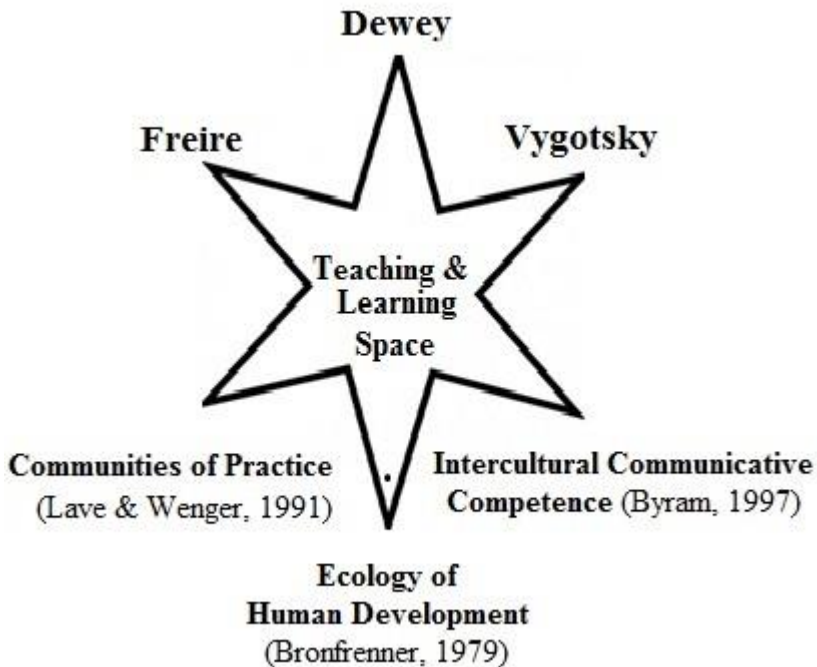 Dewey
Freire
Vygotsky
Teaching &
Learning
Space
Communities of Practice
(Lave & Wenger, 1991)
Intercultural Communicative
Competence (Byram, 1997)
Ecology of
Human Development
(Bronfrenner, 1979)